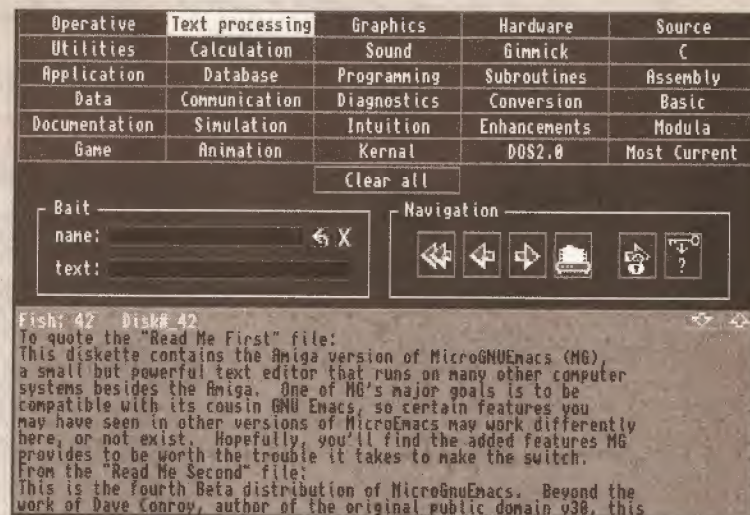 Operative Text processing Graphics Hardware Source
Utilities Calculation Sound Gimmick C
Application Database Programming Subroutines Assembly
Data Communication Diagnostics Conversion Basic
Documentation Simulation Intuition Enhancements Modula
Game Animation Kernal DOS2.0 Most Current
Clear all
Bait Navigation
name: X
text: ?
Fish: 42 Disk# 42
To quote the "Read Me First" file:
This diskette contains the Amiga version of MicroGNUEmacs (MG),
a small but powerful text editor that runs on many other computer
systems besides the Amiga. One of MG's major goals is to be
compatible with its cousin GNU Emacs, so certain features you
may have seen in other versions of MicroEmacs may work differently
here, or not exist. Hopefully, you'll find the added features MG
provides to be worth the trouble it takes to make the switch.
From the "Read Me Second" file:
This is the fourth Beta distribution of MicroGnuEmacs. Beyond the
work of Dave Conroy, author of the original public domain v30, this